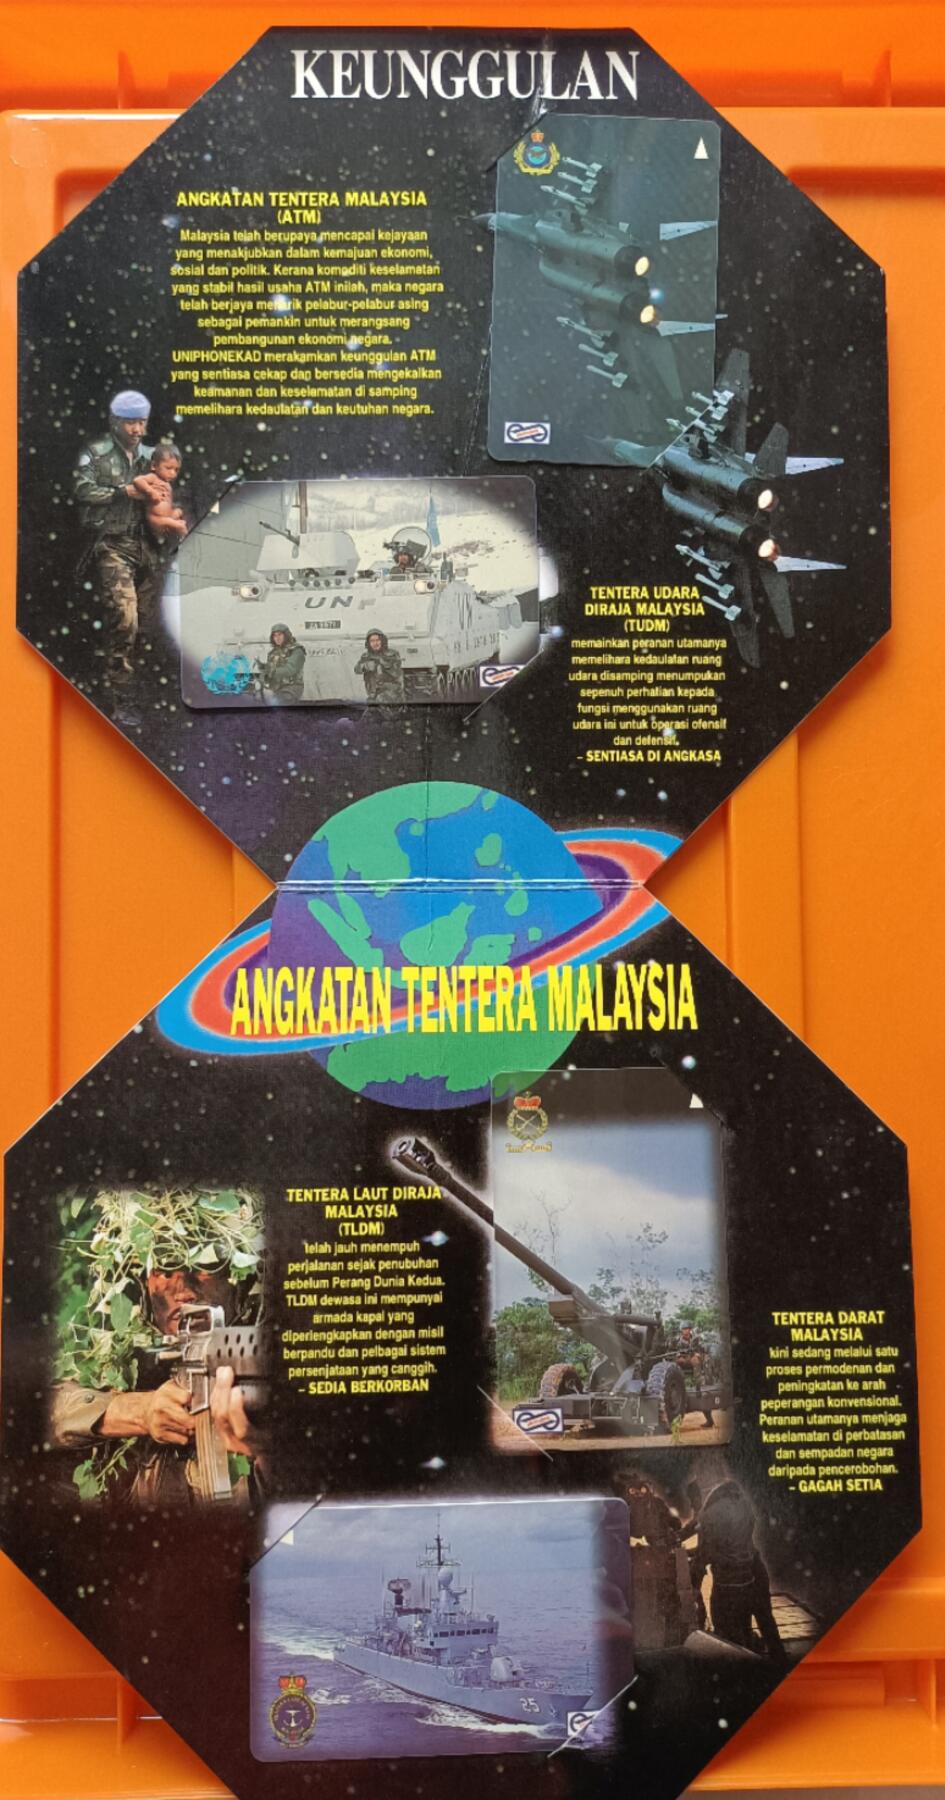 KEUNGGULAN
ANGKATAN TENTERA MALAYSIA
(ATM)
Malaysia telah berupaya mencapai kejayaan
yang menakjubkan dalam kemajuan ekonomi,
sosial dan politik. Kerana komoditi keselamatan
yang stabil hasil usaha ATM inilah, maka negara
telah berjaya menarik pelabur-pelabur asing
sebagai pemankin untuk merangsang
pembangunan ekonomi negara.
UNIPHONEKAD merakamkan keunggulan ATM
yang sentiasa cekap dan bersedia mengekalkan
keamanan dan keselamatan di samping
memelihara kedaulatan dan keutuhan negara.
UN
TENTERA UDARA
DIRAJA MALAYSIA
(TUDM)
memainkan peranan utamanya
memelihara kedaulatan ruang
udara disamping menumpukan
sepenuh perhatian kepada
fungsi menggunakan ruang
udara ini untuk operasi ofensif
dan defensif.
– SENTIASA DI ANGKASA
ANGKATAN TENTERA MALAYSIA
TENTERA LAUT DIRAJA
MALAYSIA
(TLDM)
telah jauh menempuh
perjalanan sejak penubuhan
sebelum Perang Dunia Kedua.
TLDM dewasa ini mempunyai
armada kapal yang
diperlengkapkan dengan misil
berpandu dan pelbagai sistem
persenjataan yang canggih.
– SEDIA BERKORBAN
TENTERA DARAT
MALAYSIA
kini sedang melalui satu
proses permodenan dan
peningkatan ke arah
peperangan konvensional.
Peranan utamanya menjaga
keselamatan di perbatasan
dan sempadan negara
daripada pencerobohan.
– GAGAH SETIA
25